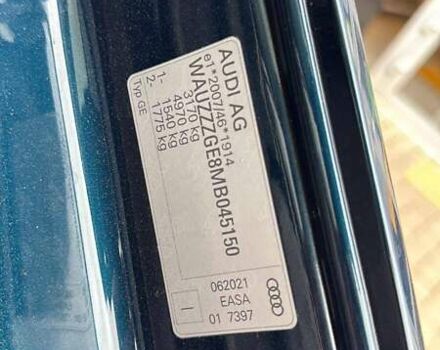 AUDI AG
e1*2007/46*1914
WAUZZZGE8MB045150
3170 kg
4970 kg
1- 1540 kg
2- 1775 kg
TYP GE
062021
EASA
01 7397